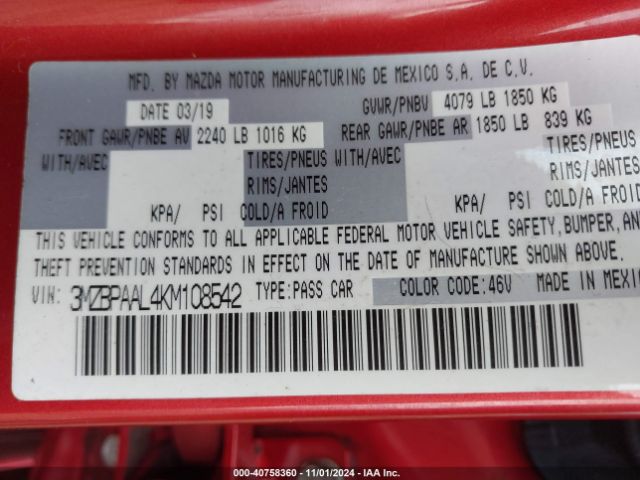 MFD. BY MAZDA MOTOR MANUFACTURING DE MEXICO S.A. DE C.V.
DATE 03/19 GVWR/PNBV 4079 LB 1850 KG
FRONT GAWR/PNBE AV 2240 LB 1016 KG REAR GAWR/PNBE AR 1850 LB 839 KG
WITH/AVEC TIRES/PNEUS WITH/AVEC TIRES/PNEUS
RIMS/JANTES RIMS/JANTES
KPA/ PSI COLD/A FROID KPA/ PSI COLD/A FROID
THIS VEHICLE CONFORMS TO ALL APPLICABLE FEDERAL MOTOR VEHICLE SAFETY, BUMPER, AN
THEFT PREVENTION STANDARDS IN EFFECT ON THE DATE OF MANUFACTURE SHOWN ABOVE.
VIN: 3MZBPAAL4KM108542 TYPE:PASS CAR COLOR CODE:46V MADE IN MEXIC
000-40758360 • 11/01/2024 • IAA Inc.